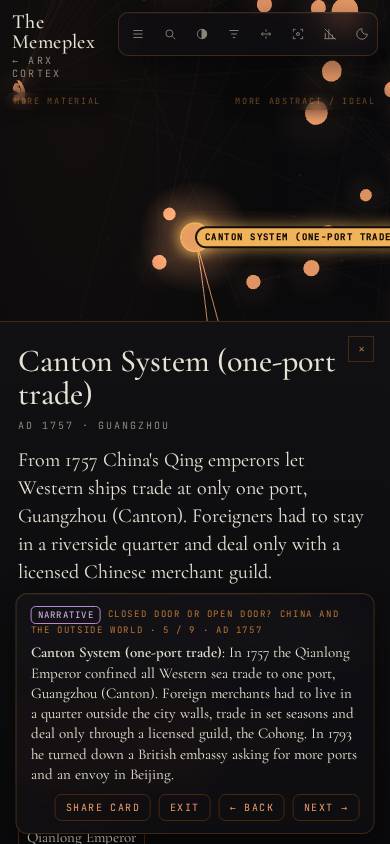 The
Memeplex
← ARX
CORTEX
MORE MATERIAL
MORE ABSTRACT / IDEAL
CANTON SYSTEM (ONE-PORT TRADE
Canton System (one-port
trade)
×
AD 1757 · GUANGZHOU
From 1757 China's Qing emperors let
Western ships trade at only one port,
Guangzhou (Canton). Foreigners had to stay
in a riverside quarter and deal only with a
licensed Chinese merchant guild.
NARRATIVE CLOSED DOOR OR OPEN DOOR? CHINA AND
THE OUTSIDE WORLD · 5 / 9 · AD 1757
Canton System (one-port trade): In 1757 the Qianlong
Emperor confined all Western sea trade to one port,
Guangzhou (Canton). Foreign merchants had to live in
a quarter outside the city walls, trade in set seasons and
deal only through a licensed guild, the Cohong. In 1793
he turned down a British embassy asking for more ports
and an envoy in Beijing.
SHARE CARD EXIT ← BACK NEXT →
Qianlong Emperor